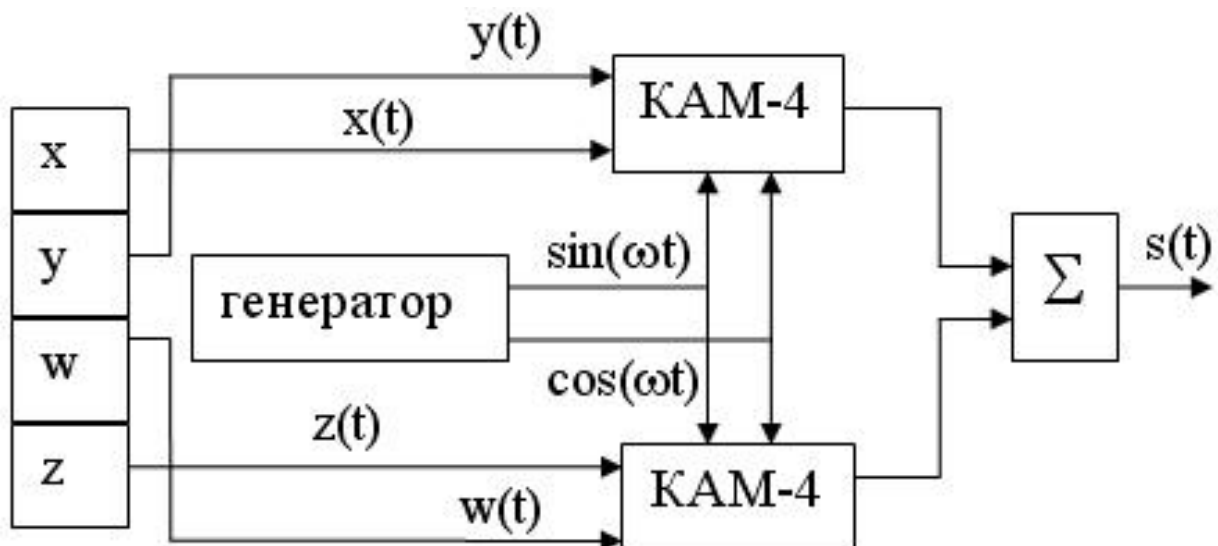 y(t)
КАМ-4
x(t)
x
y
sin(ωt)
s(t)
генератор
Σ
w
cos(ωt)
z(t)
z
КАМ-4
w(t)